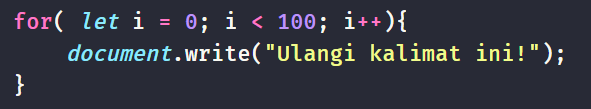 for( let i = 0; i < 100; i++){
    document.write("Ulangi kalimat ini!");
}